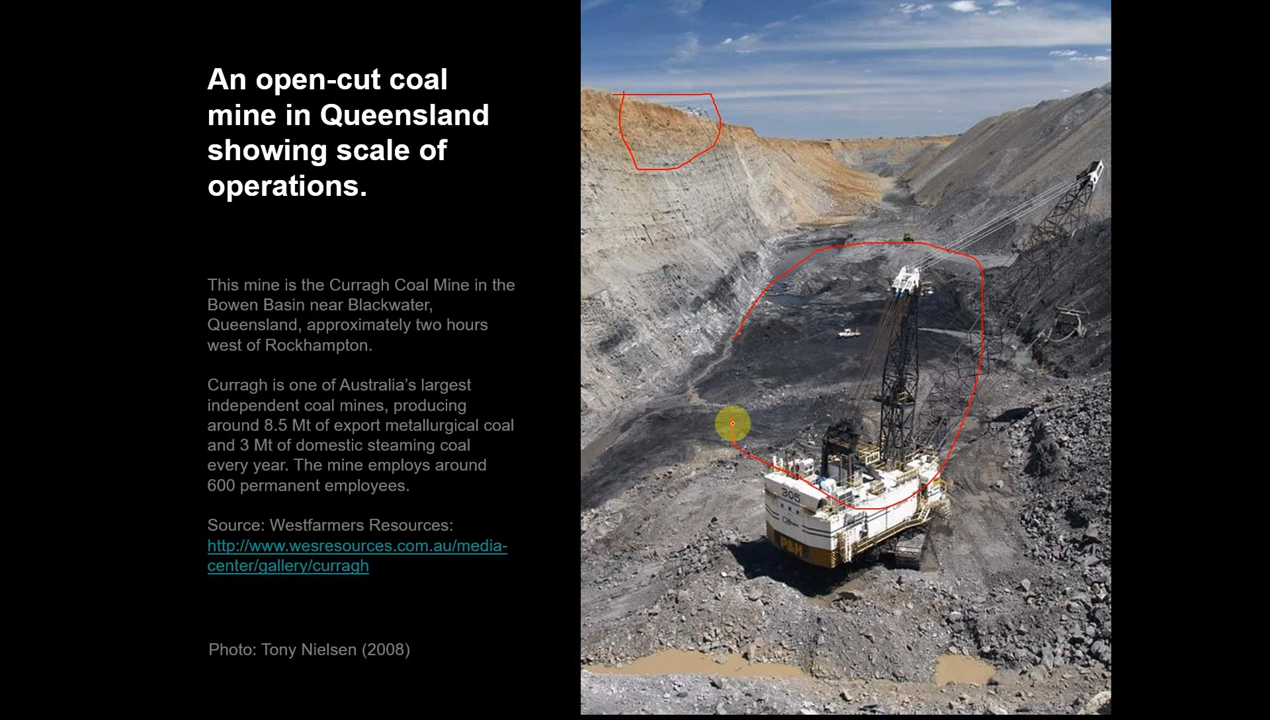 An open-cut coal
mine in Queensland
showing scale of
operations.
This mine is the Curragh Coal Mine in the
Bowen Basin near Blackwater,
Queensland, approximately two hours
west of Rockhampton.
Curragh is one of Australia’s largest
independent coal mines, producing
around 8.5 Mt of export metallurgical coal
and 3 Mt of domestic steaming coal
every year. The mine employs around
600 permanent employees.
Source: Westfarmers Resources:
http://www.wesresources.com.au/media-
center/gallery/curragh
Photo: Tony Nielsen (2008)
305
P&H